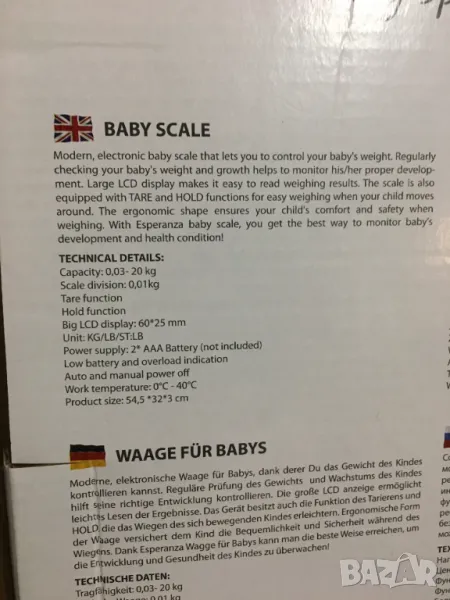 BABY SCALE
Modern, electronic baby scale that lets you to control your baby's weight. Regularly
checking your baby's weight and growth helps to monitor his/her proper develop-
ment. Large LCD display makes it easy to read weighing results. The scale is also
equipped with TARE and HOLD functions for easy weighing when your child moves
around. The ergonomic shape ensures your child's comfort and safety when
weighing. With Esperanza baby scale, you get the best way to monitor baby's
development and health condition!
TECHNICAL DETAILS:
Capacity: 0,03- 20 kg
Scale division: 0,01kg
Tare function
Hold function
Big LCD display: 60*25 mm
Unit: KG/LB/ST:LB
Power supply: 2* AAA Battery (not included)
Low battery and overload indication
Auto and manual power off
Work temperature: 0°C - 40°C
Product size: 54,5 *32*3 cm
WAAGE FÜR BABYS
Moderne, elektronische Waage für Babys, dank derer Du das Gewicht des Kindes
kontrollieren kannst. Reguläre Prüfung des Gewichts und Wachstums des Kindes
hilft seine richtige Entwicklung kontrollieren. Die große LCD anzeige ermöglicht
leichtes Lesen der Ergebnisse. Das Gerät besitzt auch die Funktion des Tarierens und
HOLD die das Wiegen des sich bewegenden Kindes erleichtern. Ergonomische Form
der Waage versichert dem Kind die Bequemlichkeit und Sicherheit während des
Wiegens. Dank Esperanza Wagge für Babys kann man die beste Weise erreichen, um
die Entwicklung und Gesundheit des Kindes zu überwachen!
TECHNISCHE DATEN:
Tragfähigkeit: 0,03- 20 kg
0,01 kg
BAZAR
bg